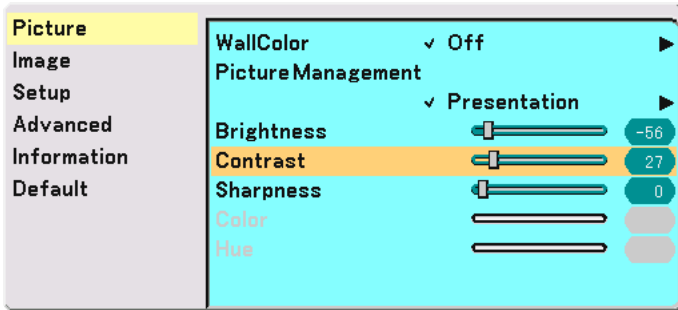 Picture
Image
Setup
Advanced
Information
Default
WallColor ✓ Off ▶
Picture Management
✓ Presentation ▶
Brightness -56
Contrast 27
Sharpness 0
Color
Hue